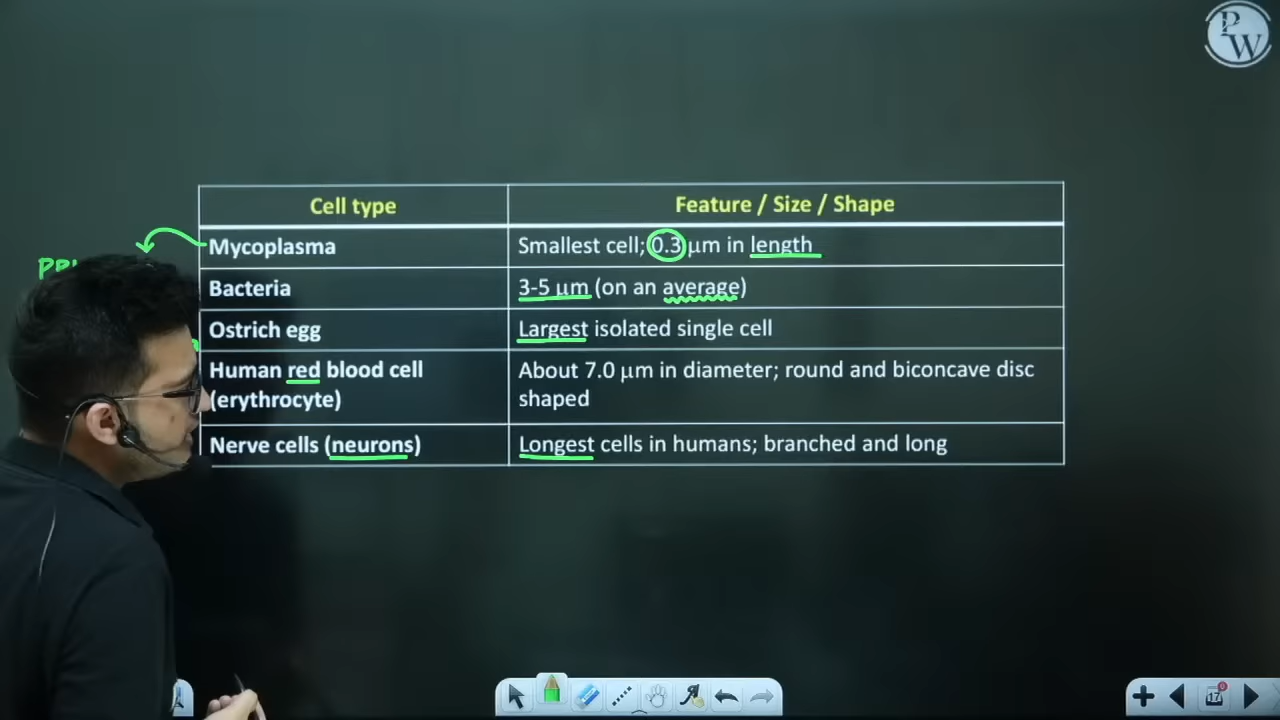 PW
Cell type
Feature / Size / Shape
Mycoplasma
Smallest cell; 0.3 μm in length
Bacteria
3-5 μm (on an average)
Ostrich egg
Largest isolated single cell
Human red blood cell
(erythrocyte)
About 7.0 μm in diameter; round and biconcave disc
shaped
Nerve cells (neurons)
Longest cells in humans; branched and long
17